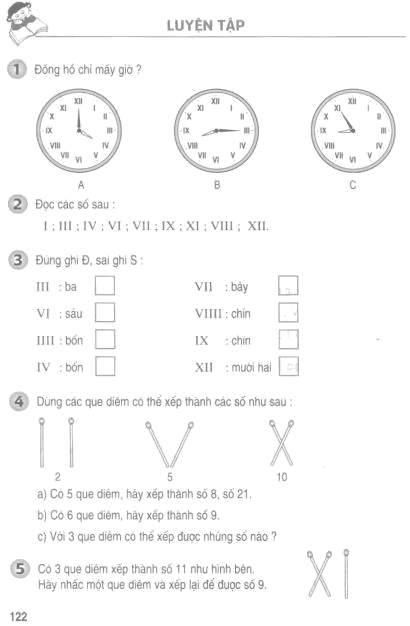 LUYỆN TẬP
1 Đồng hồ chỉ mấy giờ ?
XII I II III IV V VI VII VIII IX X XI
XII I II III IV V VI VII VIII IX X XI
XII I II III IV V VI VII VIII IX X XI
A B C
2 Đọc các số sau :
I ; III ; IV ; VI ; VII ; IX ; XI ; VIII ; XII.
3 Đúng ghi Đ, sai ghi S :
III : ba VII : bảy
VI : sáu VIIII : chín
IIII : bốn IX : chín
IV : bốn XII : mười hai
4 Dùng các que diêm có thể xếp thành các số như sau :
2 5 10
a) Có 5 que diêm, hãy xếp thành số 8, số 21.
b) Có 6 que diêm, hãy xếp thành số 9.
c) Với 3 que diêm có thể xếp được những số nào ?
5 Có 3 que diêm xếp thành số 11 như hình bên.
Hãy nhấc một que diêm và xếp lại để được số 9.
122